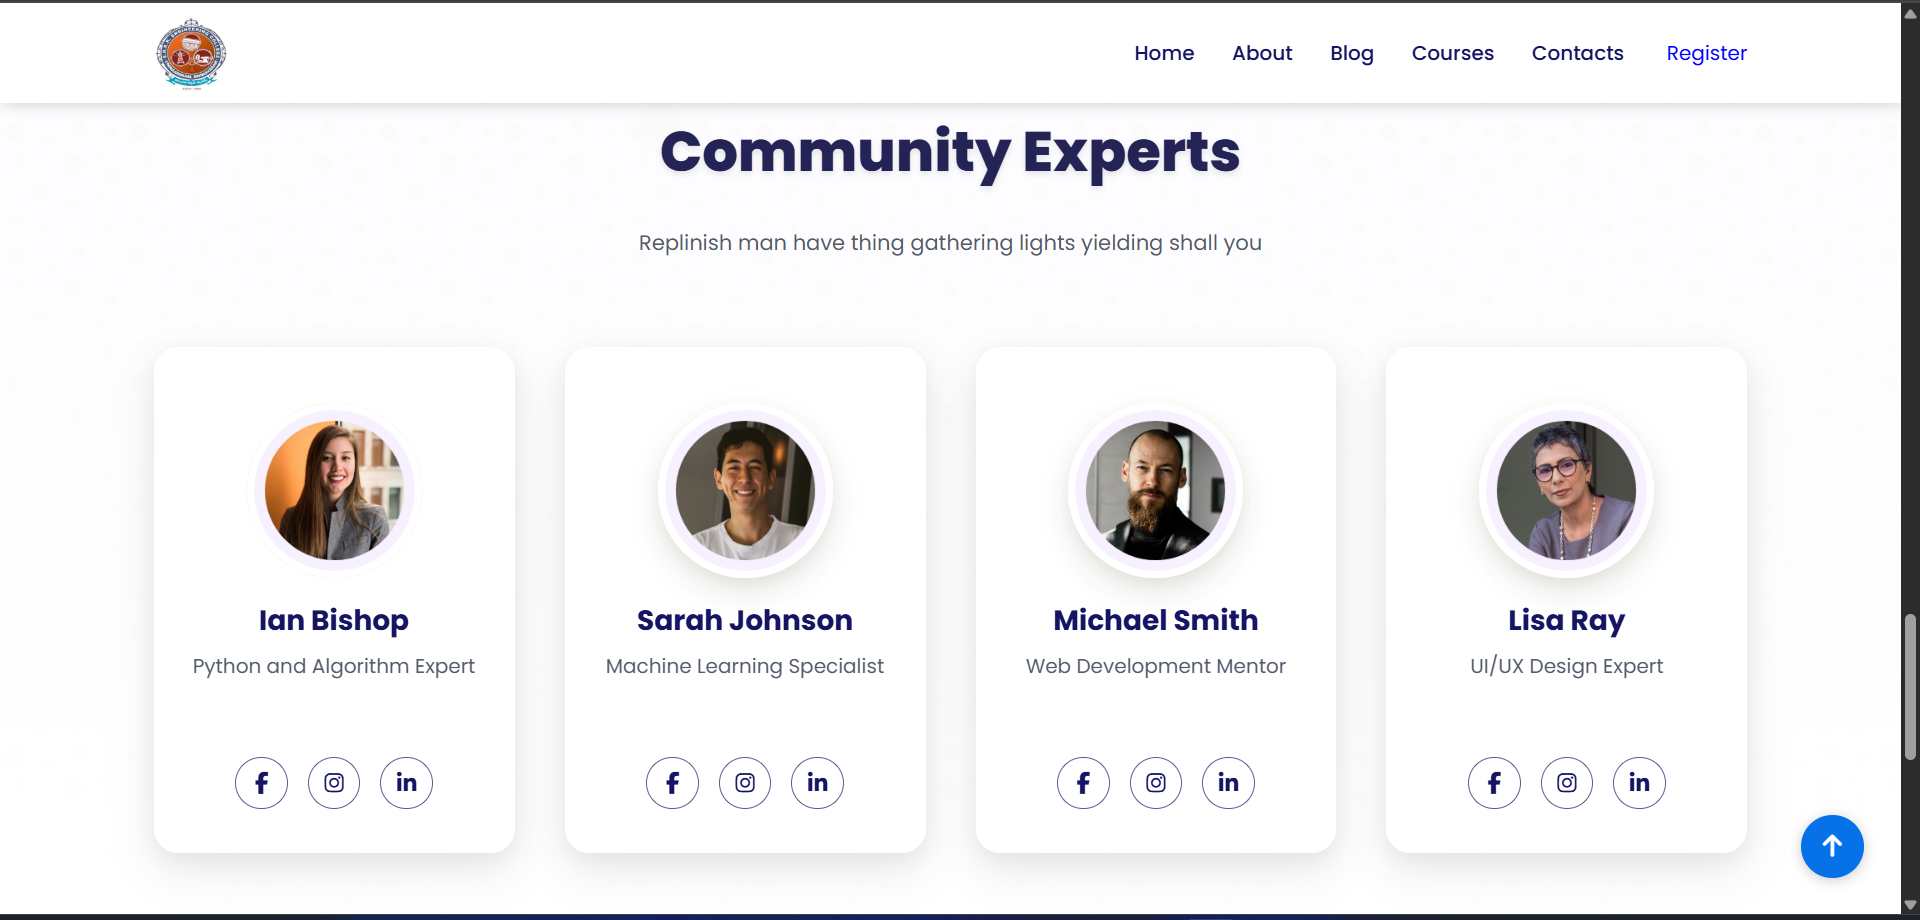 Home About Blog Courses Contacts Register
Community Experts
Replinish man have thing gathering lights yielding shall you
Ian Bishop
Python and Algorithm Expert
Sarah Johnson
Machine Learning Specialist
Michael Smith
Web Development Mentor
Lisa Ray
UI/UX Design Expert